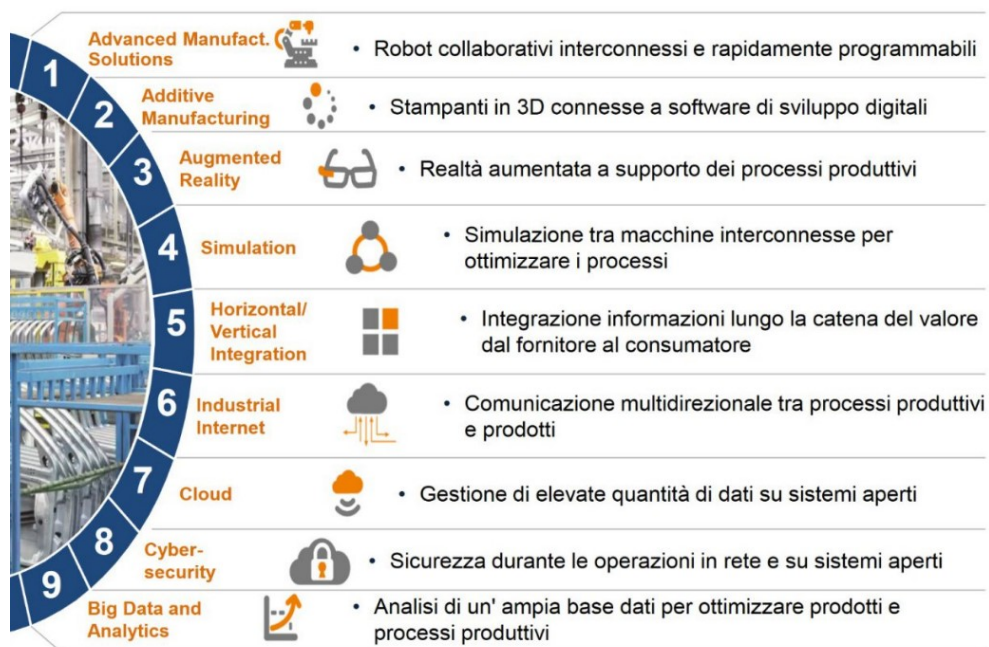 1
Advanced Manufact.
Solutions
• Robot collaborativi interconnessi e rapidamente programmabili
2
Additive
Manufacturing
• Stampanti in 3D connesse a software di sviluppo digitali
3
Augmented
Reality
• Realtà aumentata a supporto dei processi produttivi
4
Simulation
• Simulazione tra macchine interconnesse per
ottimizzare i processi
5
Horizontal/
Vertical
Integration
• Integrazione informazioni lungo la catena del valore
dal fornitore al consumatore
6
Industrial
Internet
• Comunicazione multidirezionale tra processi produttivi
e prodotti
7
Cloud
• Gestione di elevate quantità di dati su sistemi aperti
8
Cyber-
security
• Sicurezza durante le operazioni in rete e su sistemi aperti
9
Big Data and
Analytics
• Analisi di un' ampia base dati per ottimizzare prodotti e
processi produttivi